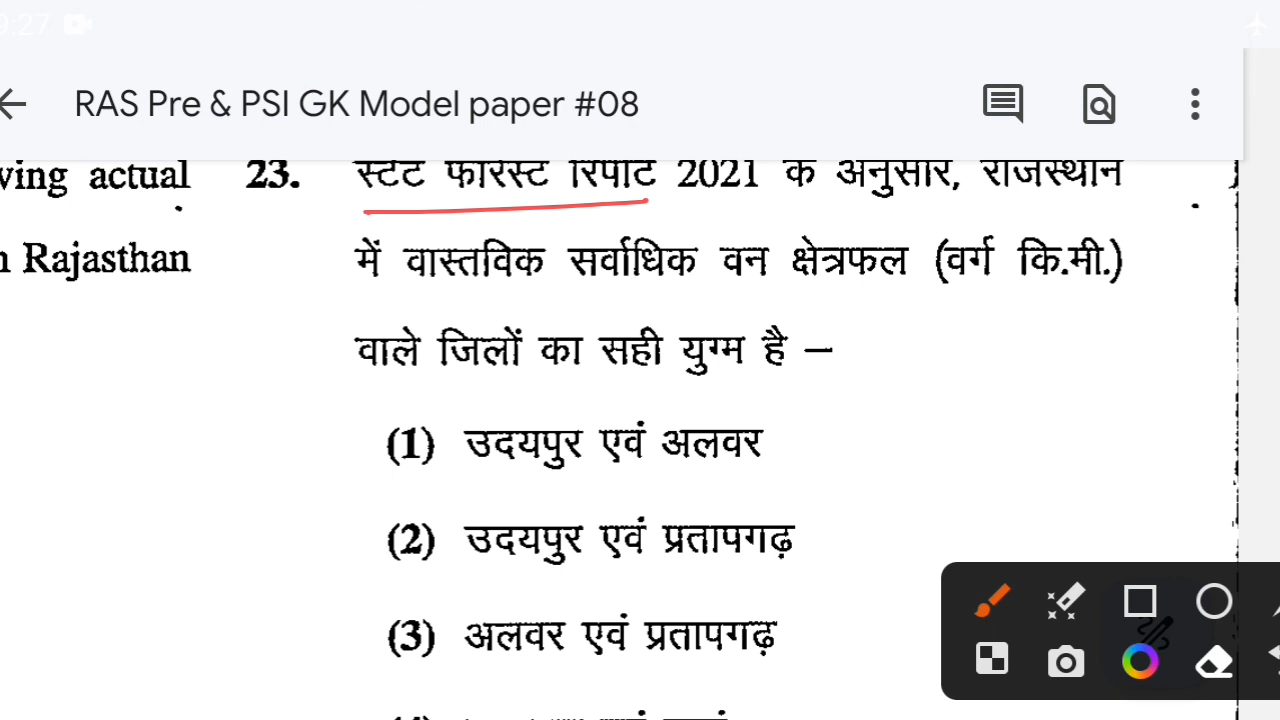 9:27
RAS Pre & PSI GK Model paper #08
ving actual
n Rajasthan
23. स्टेट फॉरेस्ट रिपोर्ट 2021 के अनुसार, राजस्थान
में वास्तविक सर्वाधिक वन क्षेत्रफल (वर्ग कि.मी.)
वाले जिलों का सही युग्म है –
(1) उदयपुर एवं अलवर
(2) उदयपुर एवं प्रतापगढ़
(3) अलवर एवं प्रतापगढ़